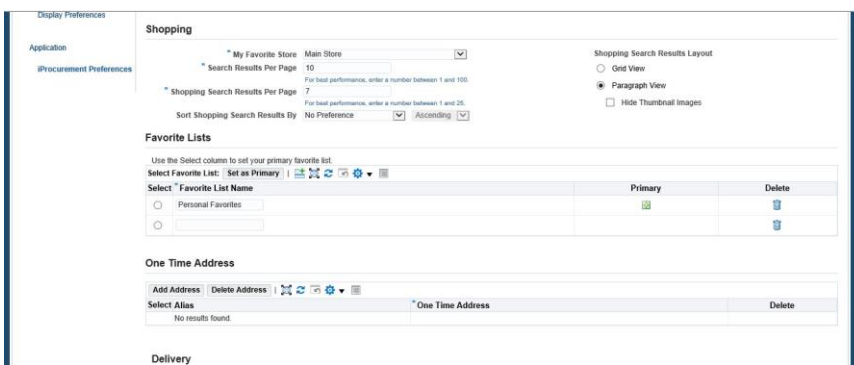 Display Preferences
Shopping
Application
iProcurement Preferences
* My Favorite Store Main Store
* Search Results Per Page 10
For best performance, enter a number between 1 and 100.
* Shopping Search Results Per Page 7
For best performance, enter a number between 1 and 25.
Sort Shopping Search Results By No Preference Ascending
Shopping Search Results Layout
Grid View
Paragraph View
Hide Thumbnail Images
Favorite Lists
Use the Select column to set your primary favorite list.
Select Favorite List: Set as Primary |
Select * Favorite List Name Primary Delete
Personal Favorites
One Time Address
Add Address Delete Address |
Select Alias * One Time Address Delete
No results found.
Delivery